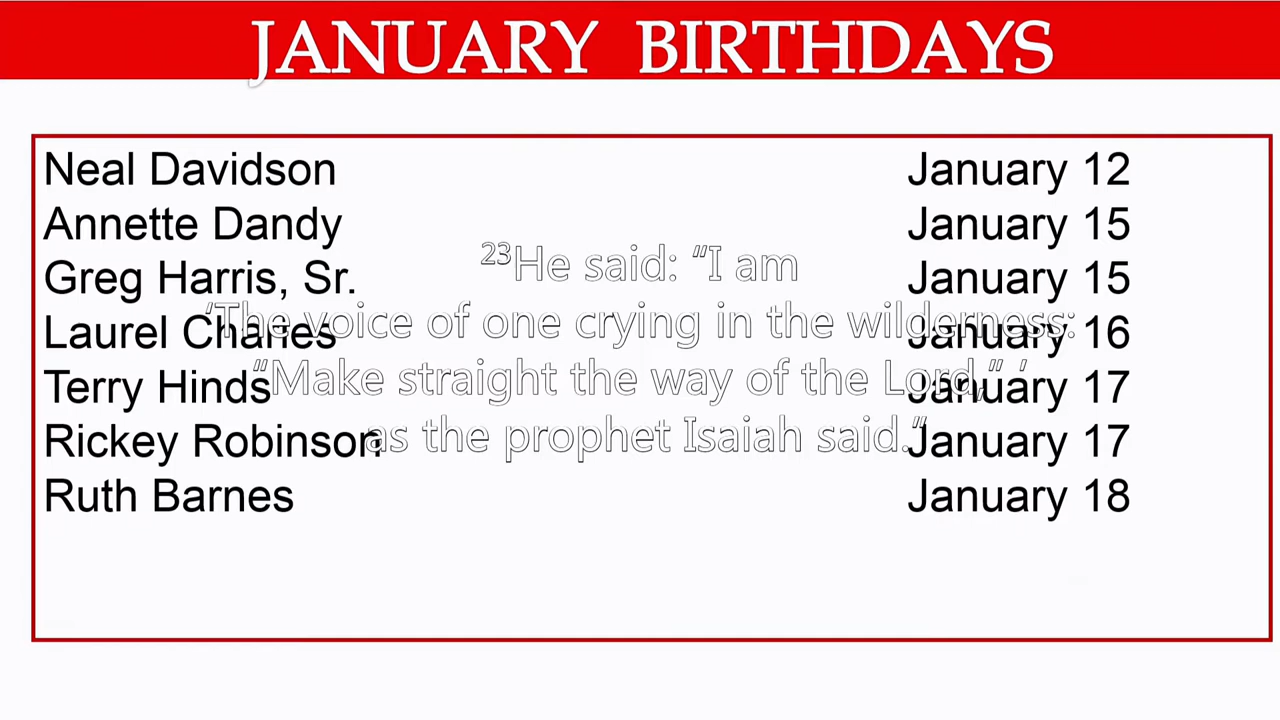 JANUARY BIRTHDAYS
Neal Davidson January 12
Annette Dandy January 15
Greg Harris, Sr. January 15
Laurel Charles January 16
Terry Hinds January 17
Rickey Robinson January 17
Ruth Barnes January 18
²³He said: “I am
‘The voice of one crying in the wilderness:
“Make straight the way of the Lord,” ’
as the prophet Isaiah said.”